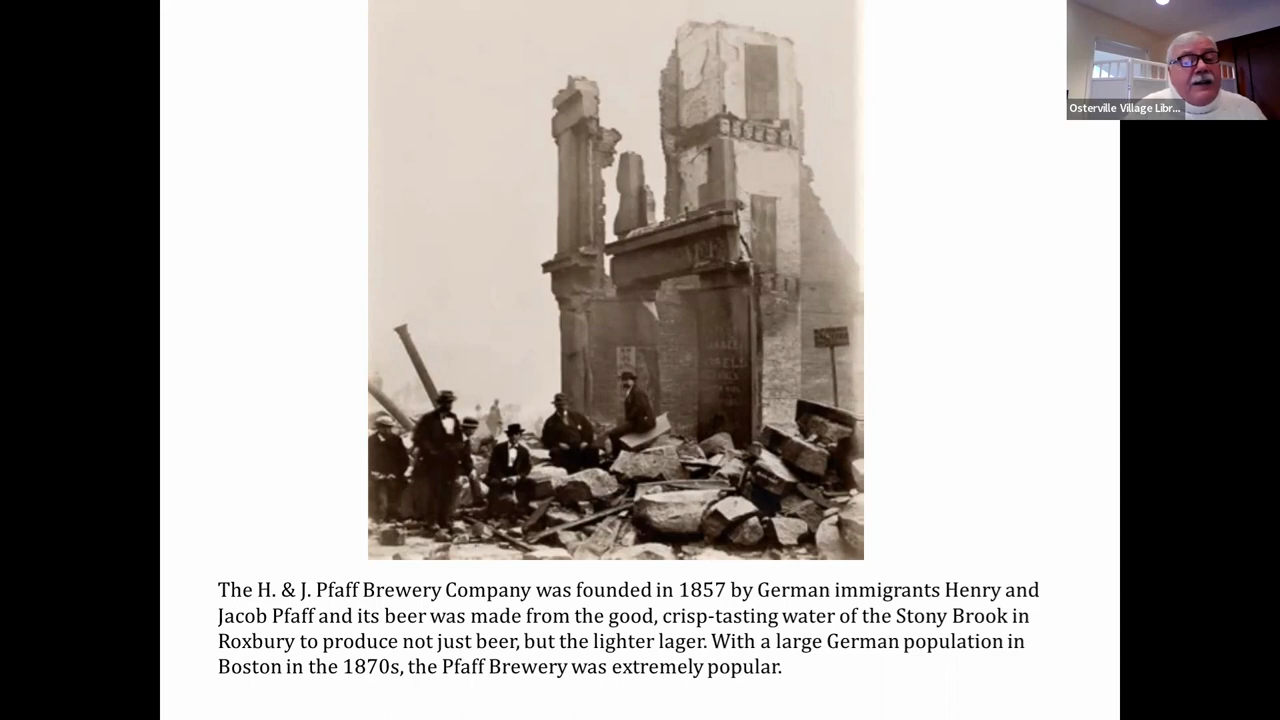 Osterville Village Libr...
The H. & J. Pfaff Brewery Company was founded in 1857 by German immigrants Henry and
Jacob Pfaff and its beer was made from the good, crisp-tasting water of the Stony Brook in
Roxbury to produce not just beer, but the lighter lager. With a large German population in
Boston in the 1870s, the Pfaff Brewery was extremely popular.